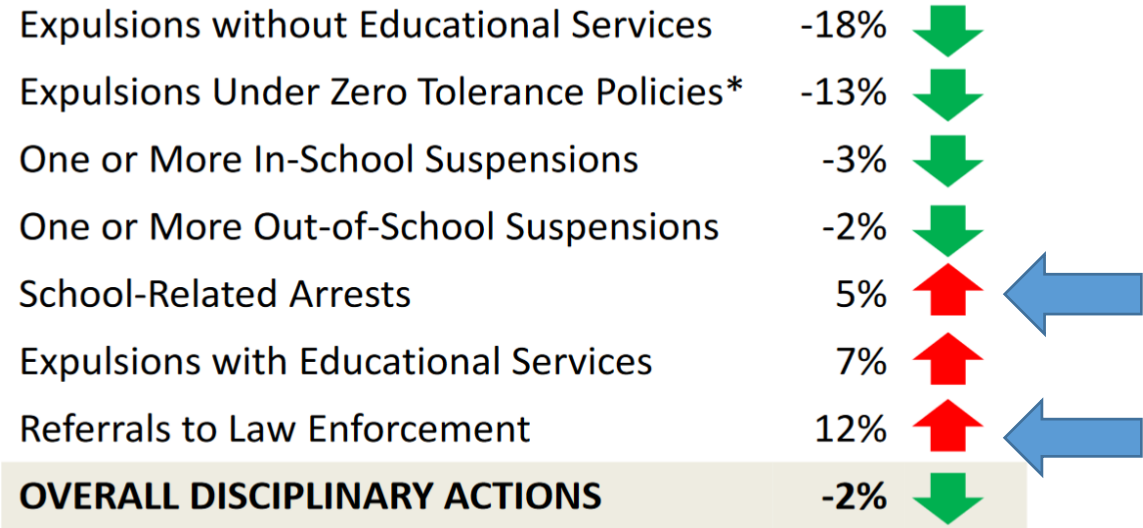 Expulsions without Educational Services -18%
Expulsions Under Zero Tolerance Policies* -13%
One or More In-School Suspensions -3%
One or More Out-of-School Suspensions -2%
School-Related Arrests 5%
Expulsions with Educational Services 7%
Referrals to Law Enforcement 12%
OVERALL DISCIPLINARY ACTIONS -2%